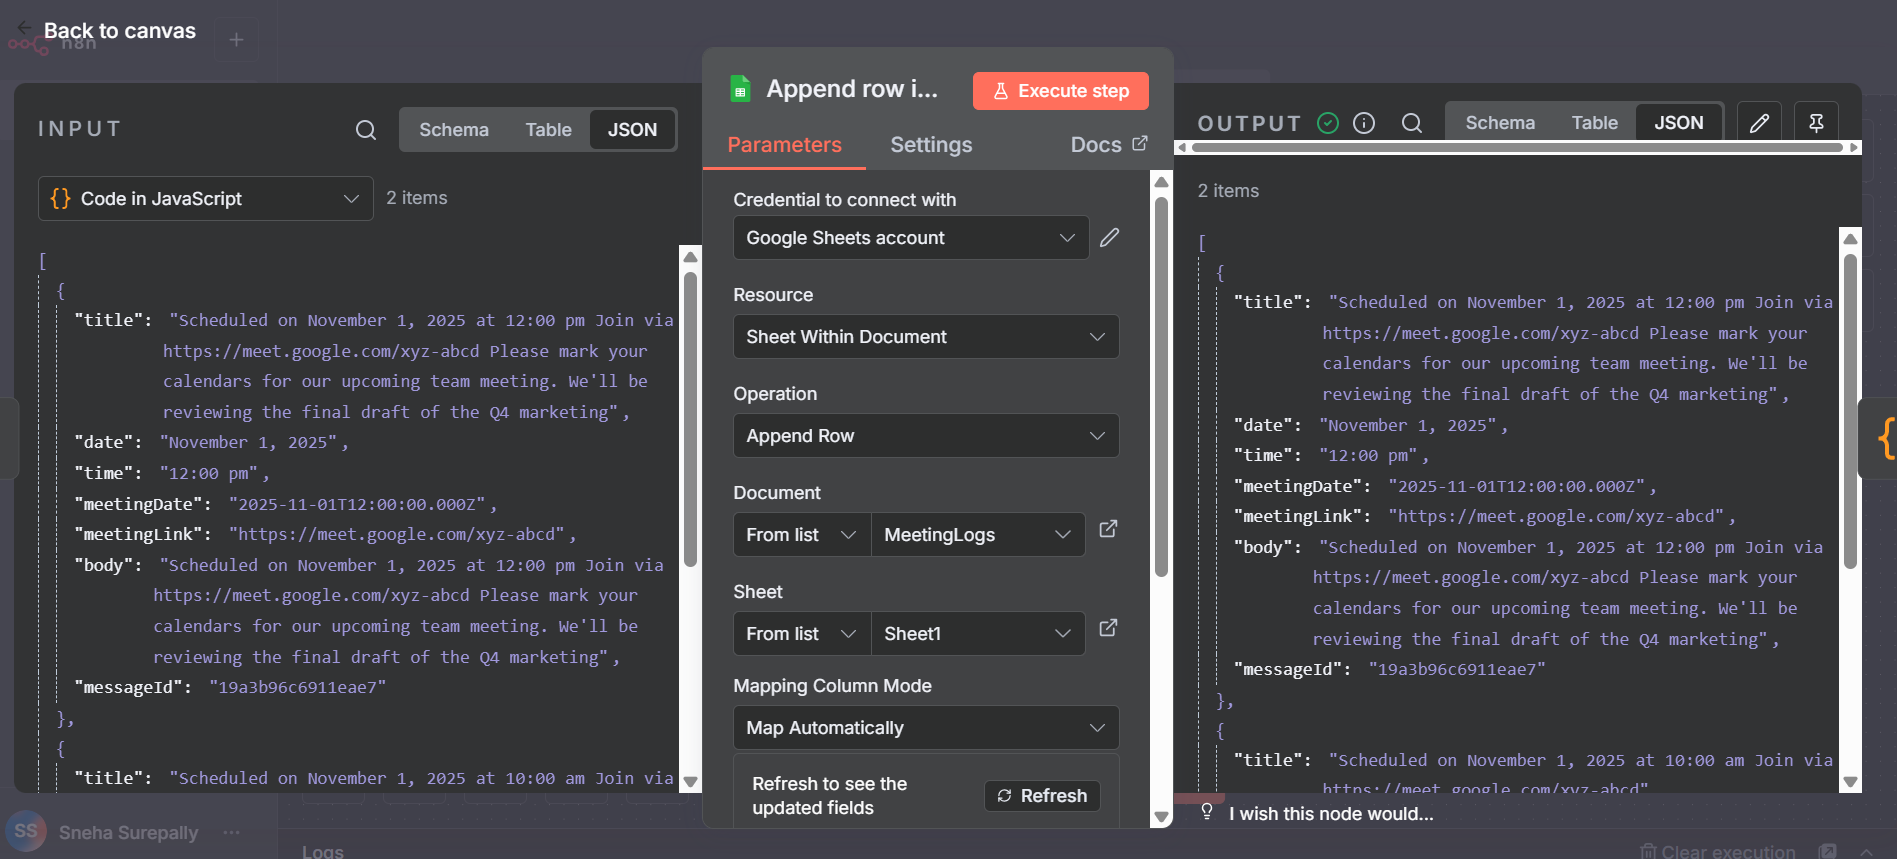 Back to canvas
n8n
INPUT
Schema
Table
JSON
Code in JavaScript
2 items
[
{
"title": "Scheduled on November 1, 2025 at 12:00 pm Join via
https://meet.google.com/xyz-abcd Please mark your
calendars for our upcoming team meeting. We'll be
reviewing the final draft of the Q4 marketing",
"date": "November 1, 2025",
"time": "12:00 pm",
"meetingDate": "2025-11-01T12:00:00.000Z",
"meetingLink": "https://meet.google.com/xyz-abcd",
"body": "Scheduled on November 1, 2025 at 12:00 pm Join via
https://meet.google.com/xyz-abcd Please mark your
calendars for our upcoming team meeting. We'll be
reviewing the final draft of the Q4 marketing",
"messageId": "19a3b96c6911eae7"
},
{
"title": "Scheduled on November 1, 2025 at 10:00 am Join via
Append row i...
Execute step
Parameters
Settings
Docs
Credential to connect with
Google Sheets account
Resource
Sheet Within Document
Operation
Append Row
Document
From list
MeetingLogs
Sheet
From list
Sheet1
Mapping Column Mode
Map Automatically
Refresh to see the
updated fields
Refresh
OUTPUT
Schema
Table
JSON
2 items
[
{
"title": "Scheduled on November 1, 2025 at 12:00 pm Join via
https://meet.google.com/xyz-abcd Please mark your
calendars for our upcoming team meeting. We'll be
reviewing the final draft of the Q4 marketing",
"date": "November 1, 2025",
"time": "12:00 pm",
"meetingDate": "2025-11-01T12:00:00.000Z",
"meetingLink": "https://meet.google.com/xyz-abcd",
"body": "Scheduled on November 1, 2025 at 12:00 pm Join via
https://meet.google.com/xyz-abcd Please mark your
calendars for our upcoming team meeting. We'll be
reviewing the final draft of the Q4 marketing",
"messageId": "19a3b96c6911eae7"
},
{
"title": "Scheduled on November 1, 2025 at 10:00 am Join via
https://meet.google.com/xyz-abcd"
I wish this node would...
SS
Sneha Surepally
Logs
Clear execution